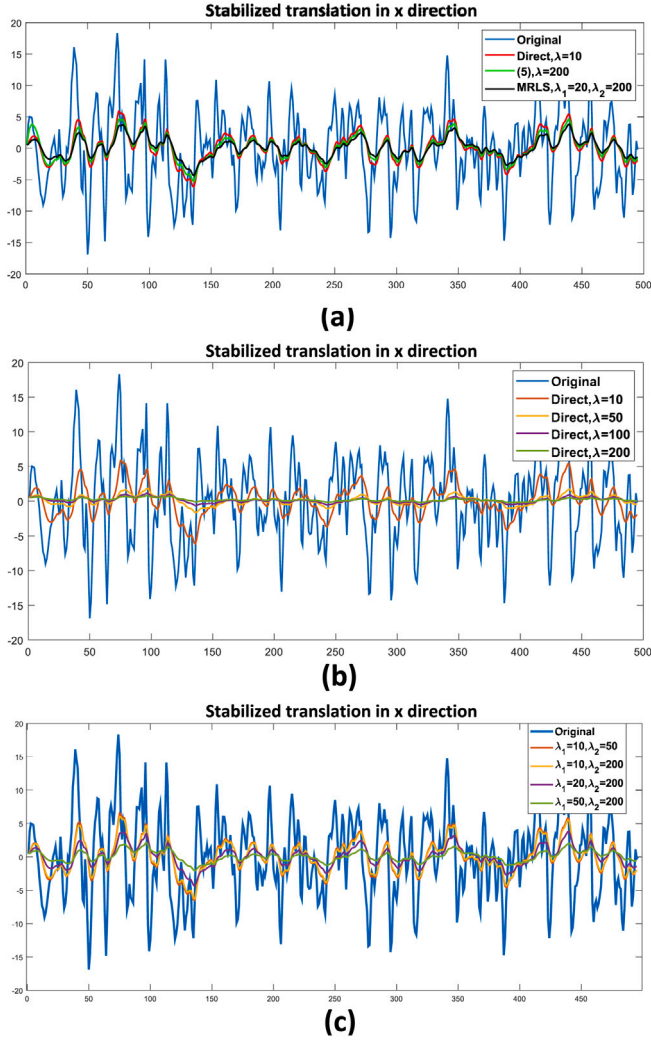 Stabilized translation in x direction
20
15
10
5
0
-5
-10
-15
-20
0 50 100 150 200 250 300 350 400 450 500
Original
Direct,λ=10
(5),λ=200
MRLS,λ₁=20,λ₂=200
(a)
Stabilized translation in x direction
20
15
10
5
0
-5
-10
-15
-20
0 50 100 150 200 250 300 350 400 450 500
Original
Direct,λ=10
Direct,λ=50
Direct,λ=100
Direct,λ=200
(b)
Stabilized translation in x direction
20
15
10
5
0
-5
-10
-15
-20
0 50 100 150 200 250 300 350 400 450
Original
λ₁=10,λ₂=50
λ₁=10,λ₂=200
λ₁=20,λ₂=200
λ₁=50,λ₂=200
(c)